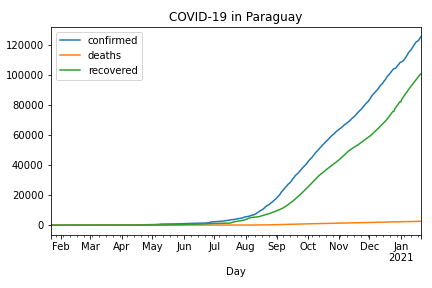 COVID-19 in Paraguay
confirmed
deaths
recovered
120000
100000
80000
60000
40000
20000
0
Feb Mar Apr May Jun Jul Aug Sep Oct Nov Dec Jan
2021
Day